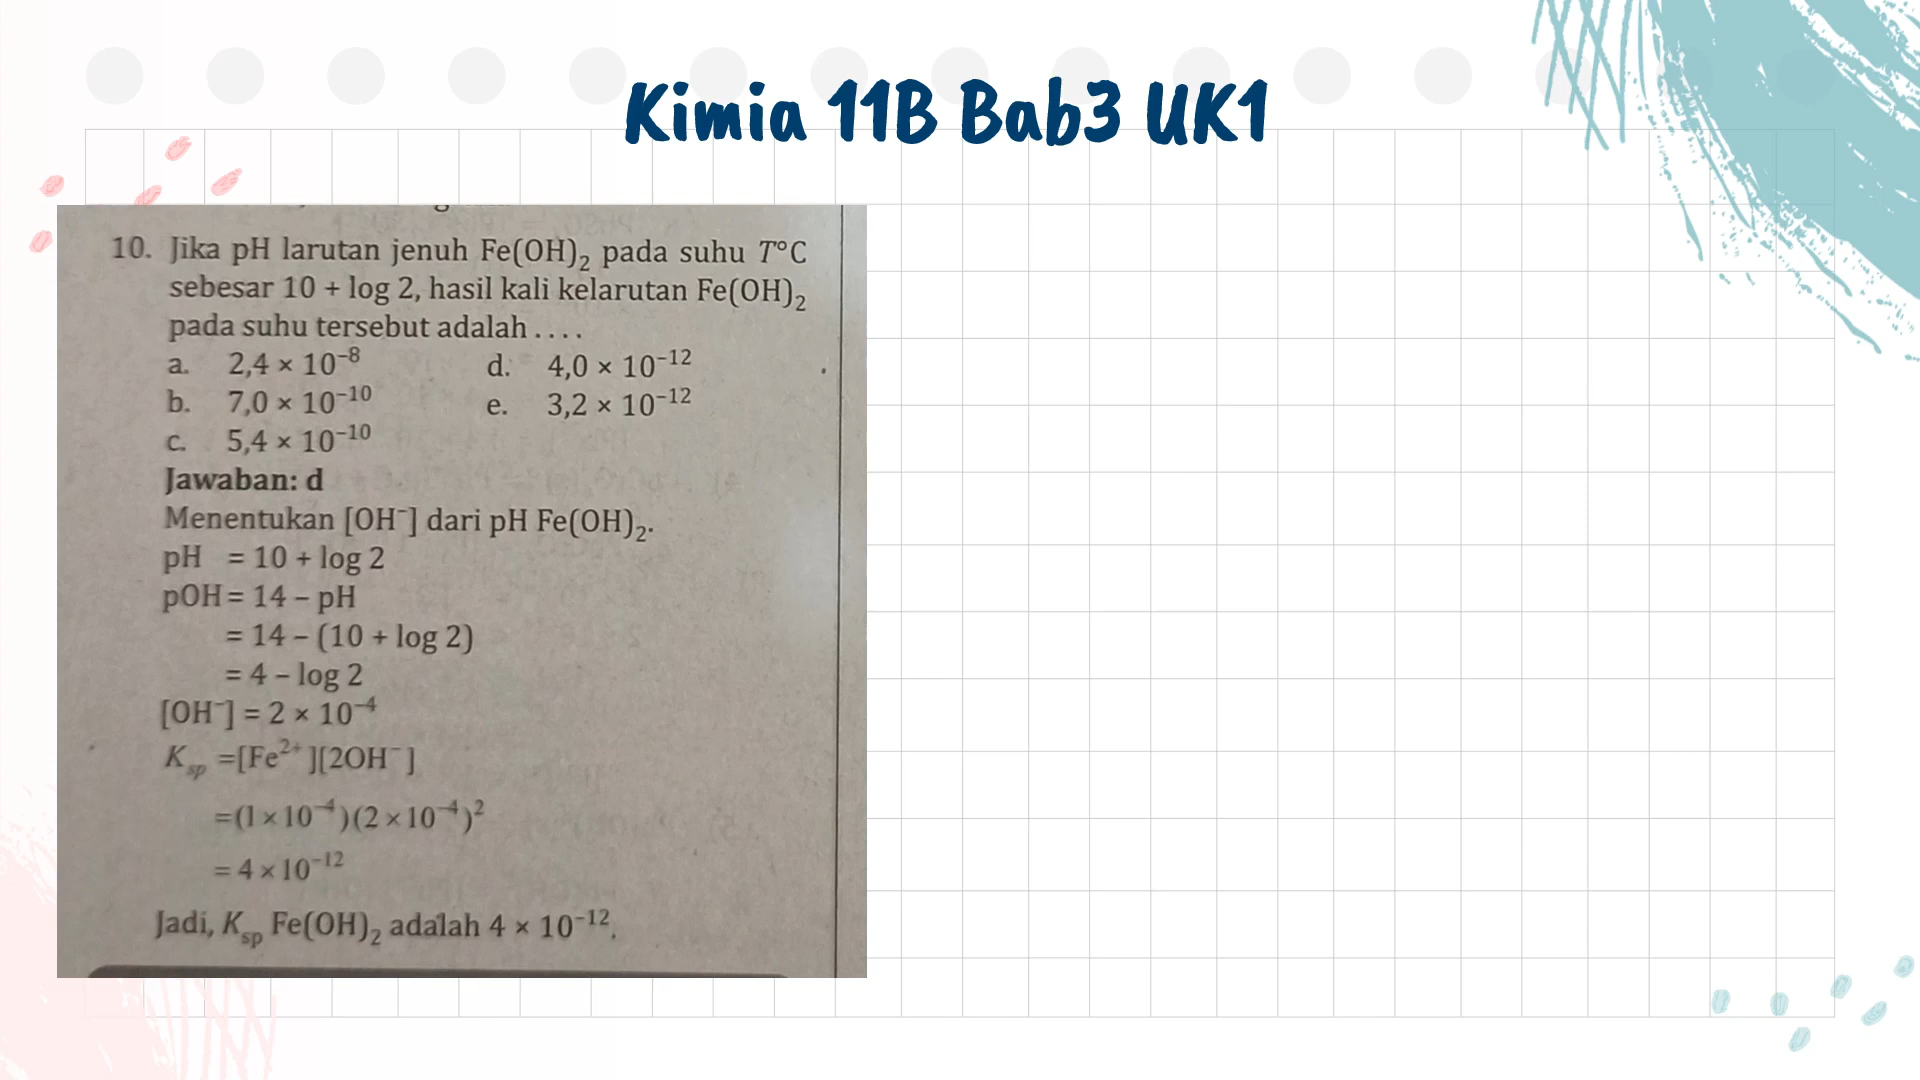 Kimia 11B Bab3 UK1
10. Jika pH larutan jenuh Fe(OH)₂ pada suhu T°C
sebesar 10 + log 2, hasil kali kelarutan Fe(OH)₂
pada suhu tersebut adalah . . . .
a. 2,4 × 10⁻⁸ d. 4,0 × 10⁻¹²
b. 7,0 × 10⁻¹⁰ e. 3,2 × 10⁻¹²
c. 5,4 × 10⁻¹⁰
Jawaban: d
Menentukan [OH⁻] dari pH Fe(OH)₂.
pH = 10 + log 2
pOH = 14 – pH
= 14 – (10 + log 2)
= 4 – log 2
[OH⁻] = 2 × 10⁻⁴
Kₛₚ =[Fe²⁺][2OH⁻]
=(1×10⁻⁴)(2×10⁻⁴)²
= 4×10⁻¹²
Jadi, Kₛₚ Fe(OH)₂ adalah 4 × 10⁻¹².